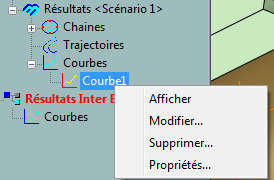 Résultats <Scénario 1>
Chaines
Trajectoires
Courbes
Courbe1
Résultats Inter
Courbes
Afficher
Modifier...
Supprimer...
Propriétés...